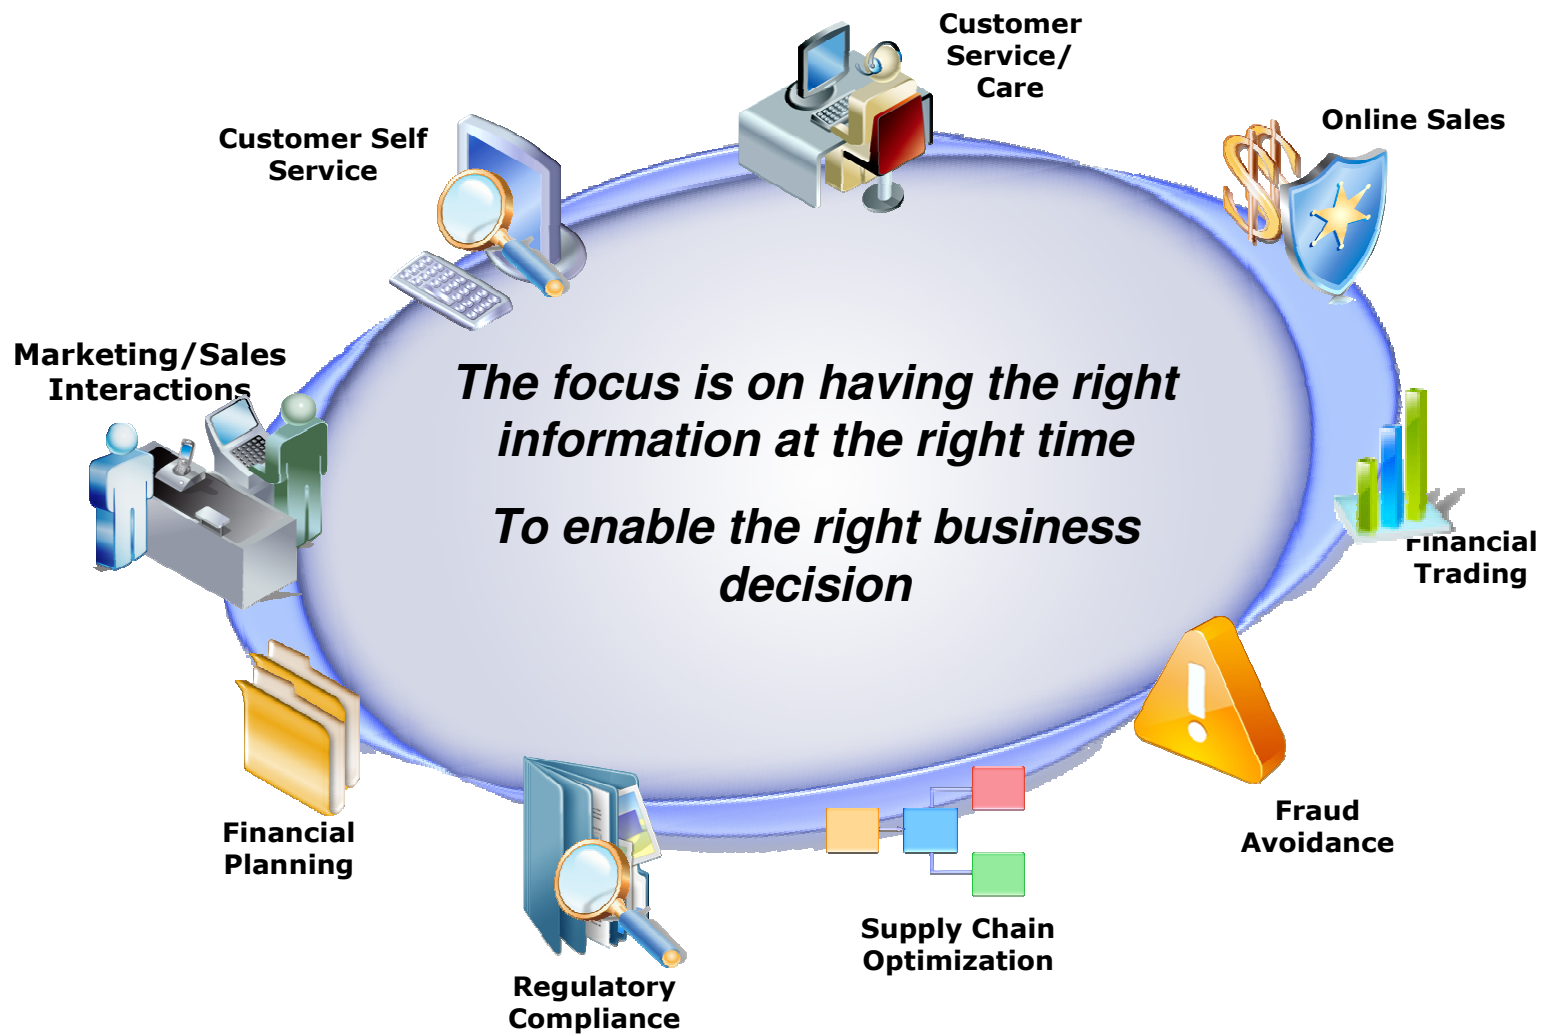 Customer
Service/
Care
Online Sales
Customer Self
Service
Marketing/Sales
Interactions
The focus is on having the right
information at the right time
To enable the right business
decision
Financial
Trading
Fraud
Avoidance
Financial
Planning
Supply Chain
Optimization
Regulatory
Compliance